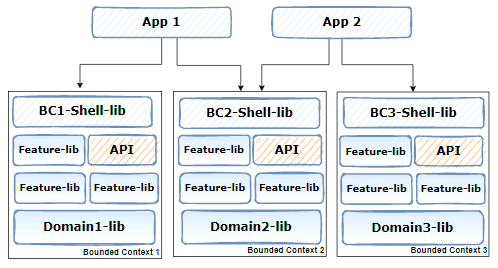 App 1
App 2
BC1-Shell-lib
BC2-Shell-lib
BC3-Shell-lib
Feature-lib
API
Feature-lib
API
Feature-lib
API
Feature-lib
Feature-lib
Feature-lib
Feature-lib
Feature-lib
Feature-lib
Domain1-lib
Domain2-lib
Domain3-lib
Bounded Context 1
Bounded Context 2
Bounded Context 3